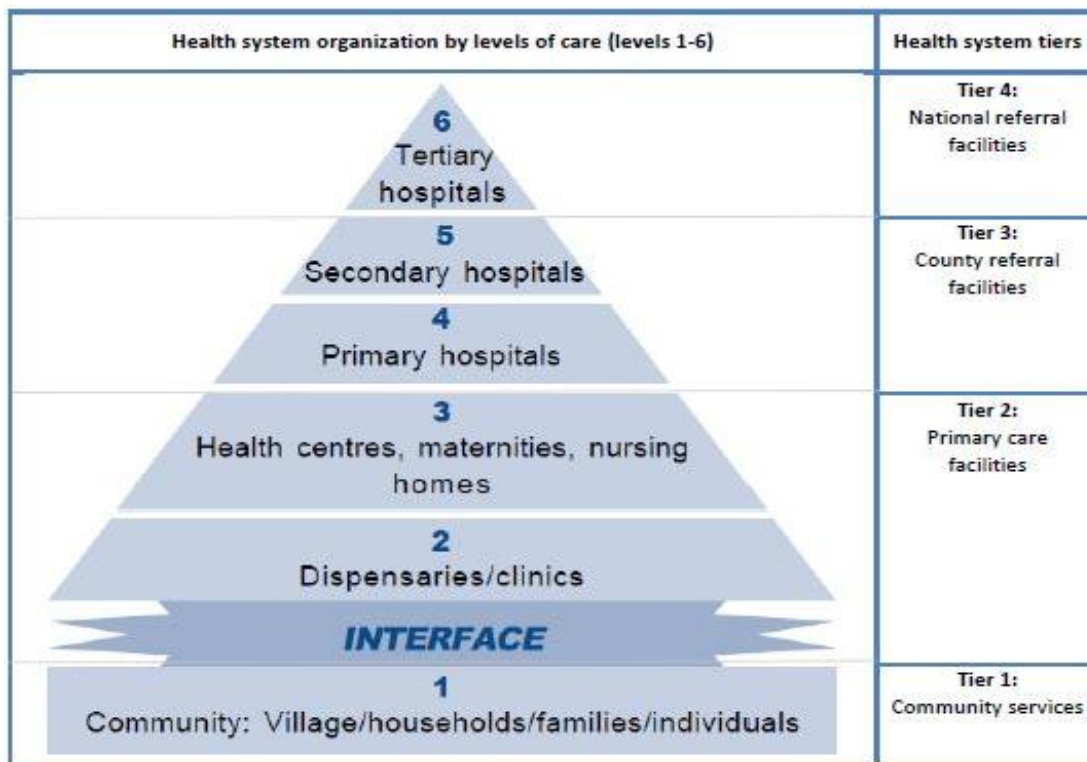 Health system organization by levels of care (levels 1-6)
Health system tiers
6
Tertiary
hospitals
Tier 4:
National referral
facilities
5
Secondary hospitals
4
Primary hospitals
Tier 3:
County referral
facilities
3
Health centres, maternities, nursing
homes
2
Dispensaries/clinics
INTERFACE
Tier 2:
Primary care
facilities
1
Community: Village/households/families/individuals
Tier 1:
Community services